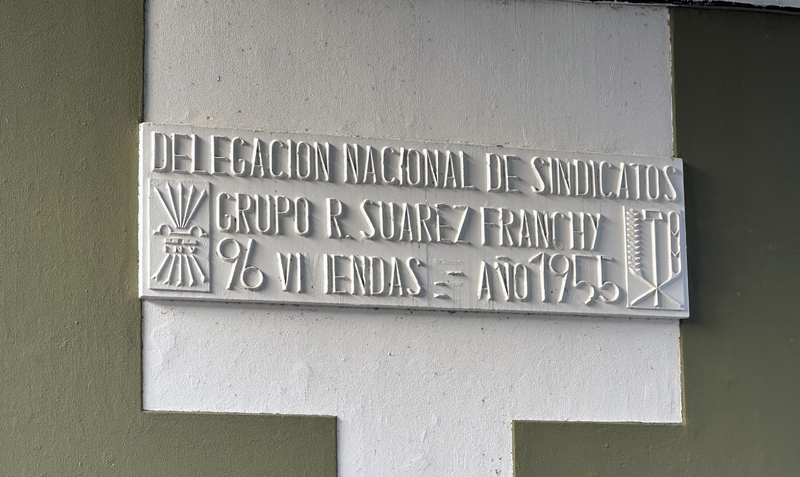 DELEGACION NACIONAL DE SINDICATOS
GRUPO R. SUAREZ FRANCHY
96 VIVIENDAS = AÑO 1955